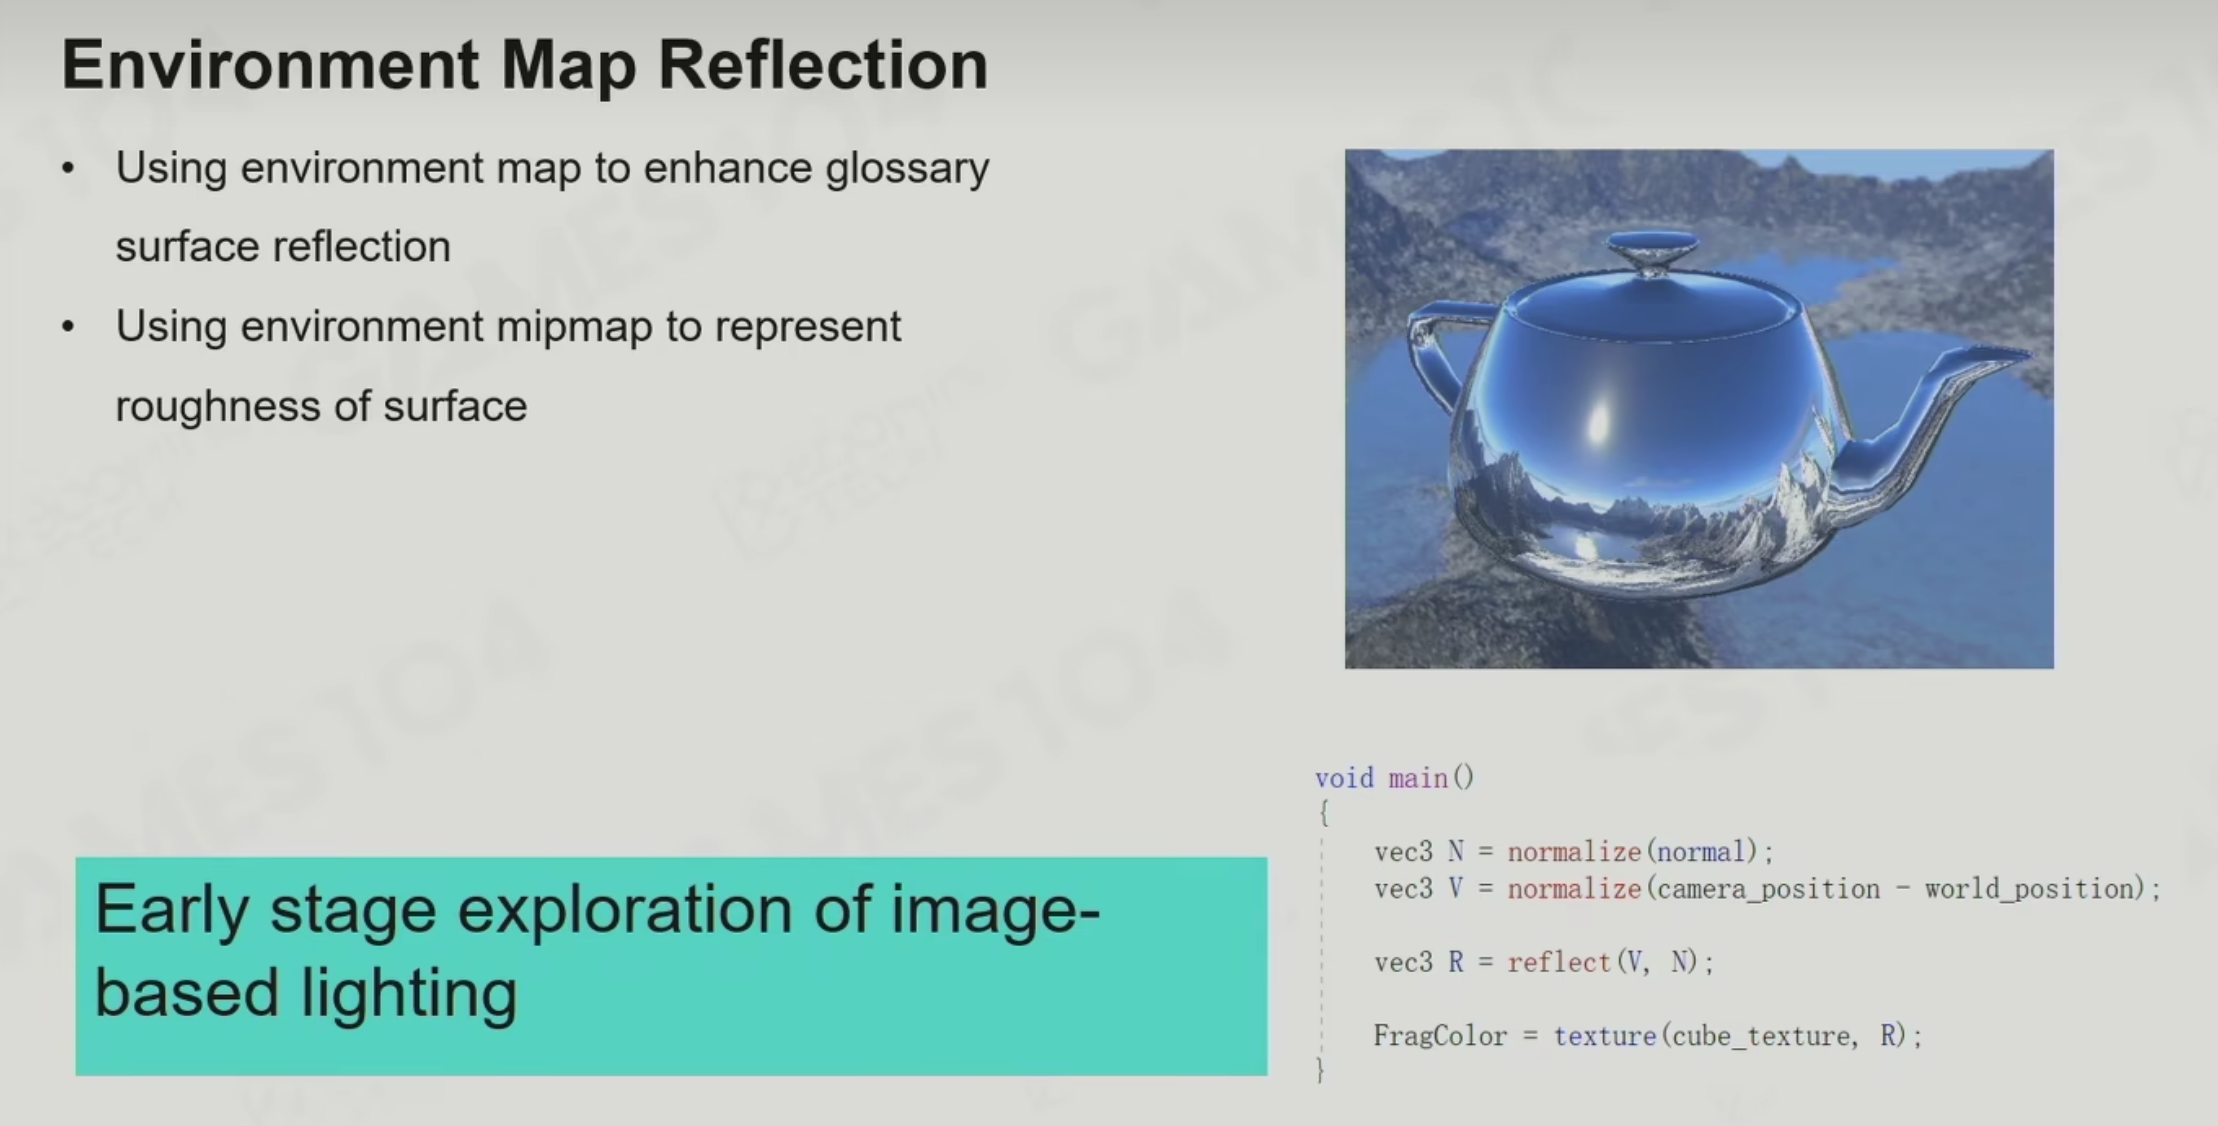 Environment Map Reflection
• Using environment map to enhance glossary
surface reflection
• Using environment mipmap to represent
roughness of surface
Early stage exploration of image-
based lighting
void main()
{
vec3 N = normalize(normal);
vec3 V = normalize(camera_position - world_position);
vec3 R = reflect(V, N);
FragColor = texture(cube_texture, R);
}
GAMES 104